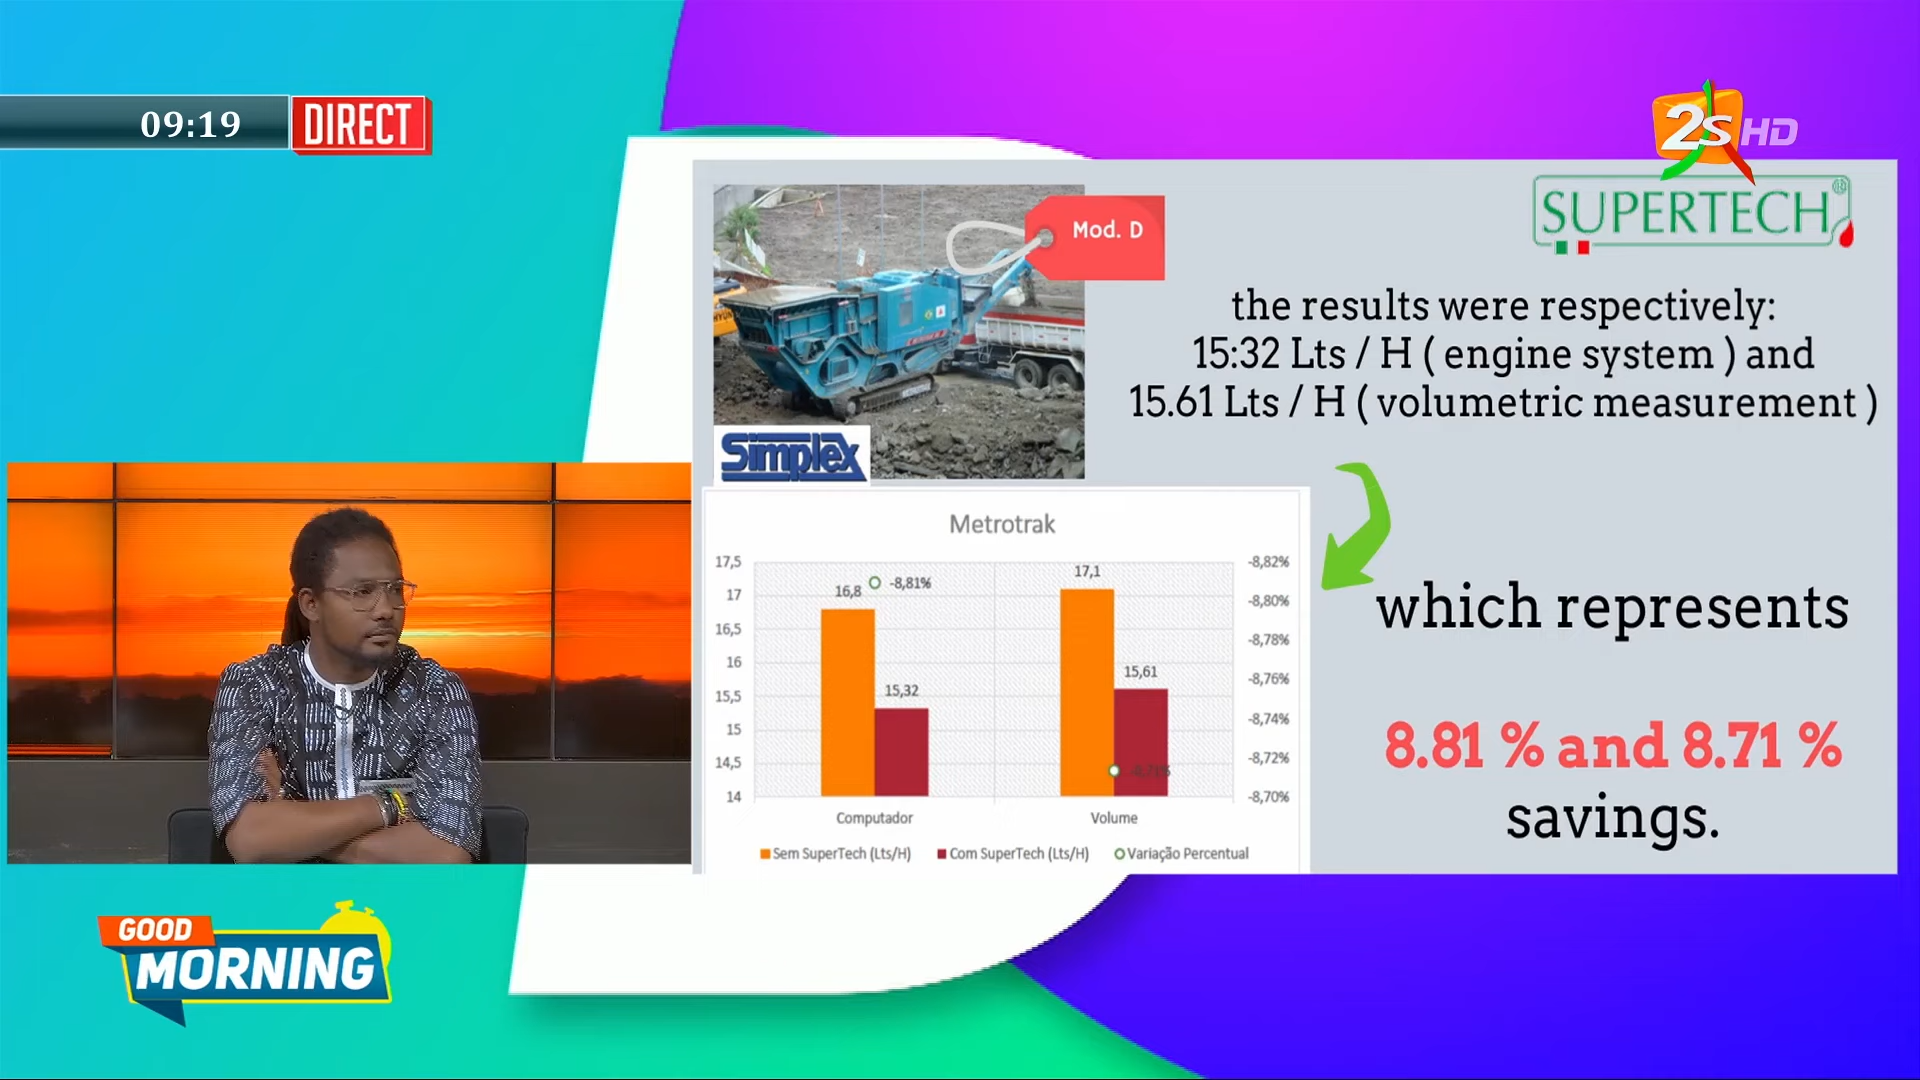 09:19 DIRECT
2S HD
SUPERTECH®
Mod. D
the results were respectively:
15:32 Lts / H ( engine system ) and
15.61 Lts / H ( volumetric measurement )
Simplex
Metrotrak
17,5
17
16,5
16
15,5
15
14,5
14
16,8
-8,81%
15,32
17,1
15,61
-8,71%
-8,82%
-8,80%
-8,78%
-8,76%
-8,74%
-8,72%
-8,70%
Computador
Volume
Sem SuperTech (Lts/H) Com SuperTech (Lts/H) Variação Percentual
which represents
8.81 % and 8.71 %
savings.
GOOD
MORNING